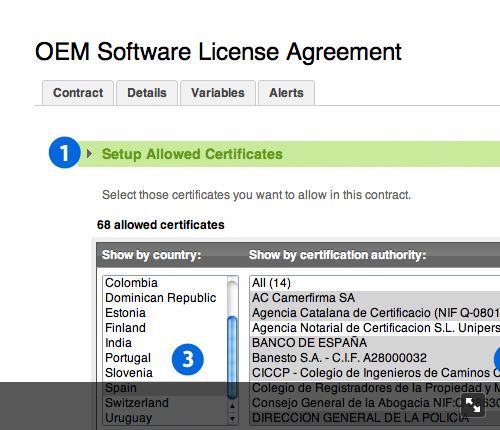 OEM Software License Agreement
Contract Details Variables Alerts
1 Setup Allowed Certificates
Select those certificates you want to allow in this contract.
68 allowed certificates
Show by country: Show by certification authority:
Colombia All (14)
Dominican Republic AC Camerfirma SA
Estonia Agencia Catalana de Certificacio (NIF Q-0801
Finland Agencia Notarial de Certificacion S.L. Unipers
India BANCO DE ESPAÑA
Portugal Banesto S.A. - C.I.F. A28000032
Slovenia 3 CICCP - Colegio de Ingenieros de Caminos C
Spain Colegio de Registradores de la Propiedad y M
Switzerland Consejo General de la Abogacia NIF:
Uruguay DIRECCION GENERAL DE LA POLICIA